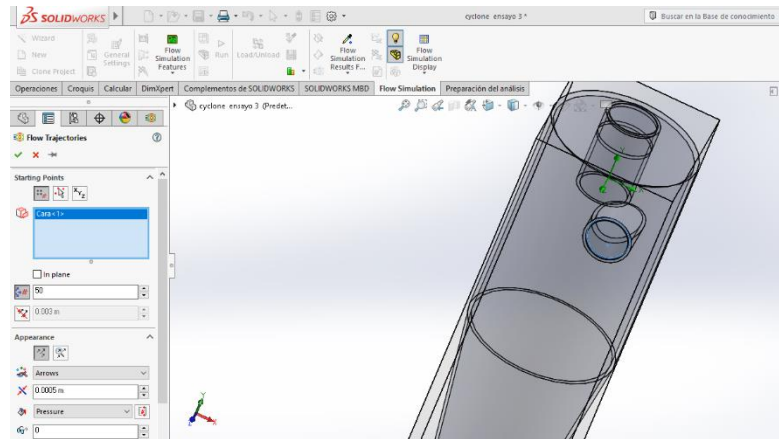 SOLIDWORKS
cyclone ensayo 3 *
Buscar en la Base de conocimiento
Wizard
New
Clone Project
General Settings
Flow Simulation Features
Run
Load/Unload
Flow Simulation Results F...
Flow Simulation Display
Operaciones Croquis Calcular DimXpert Complementos de SOLIDWORKS SOLIDWORKS MBD Flow Simulation Preparación del análisis
cyclone ensayo 3 (Predet...
Flow Trajectories
Starting Points
Cara<1>
In plane
50
0.003 m
Appearance
Arrows
0.0005 m
Pressure
0